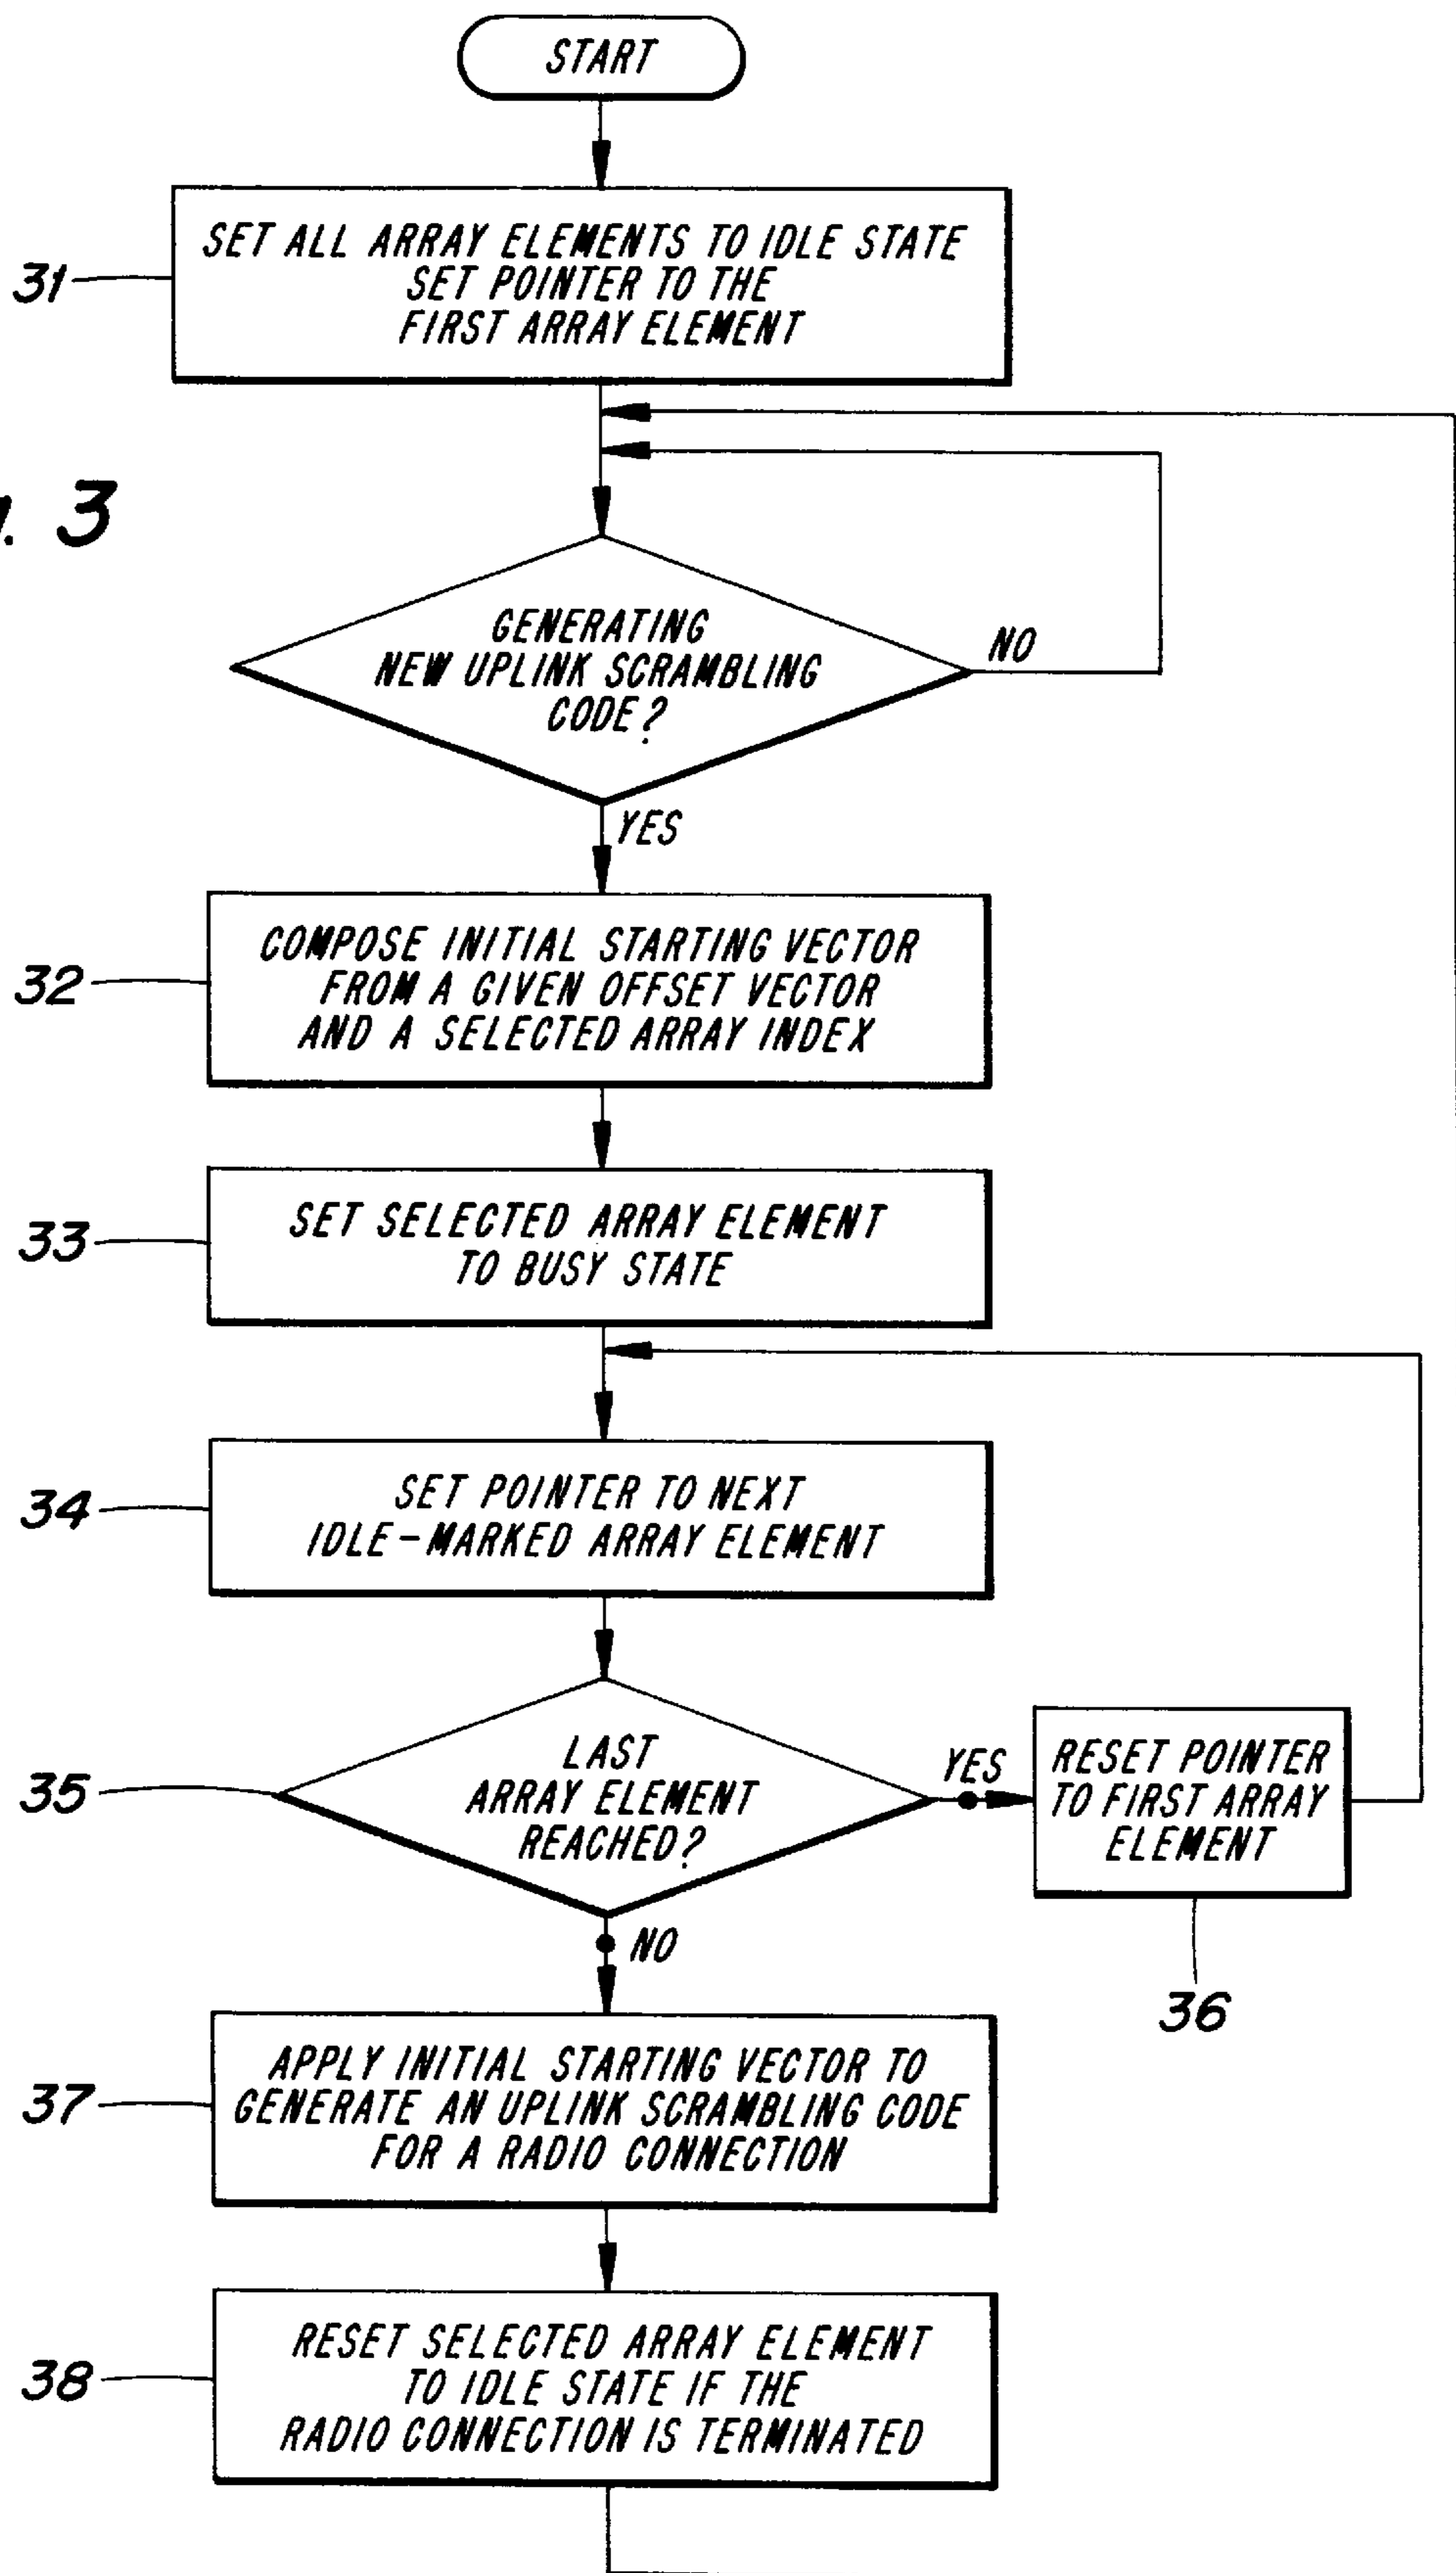 START
31
SET ALL ARRAY ELEMENTS TO IDLE STATE
SET POINTER TO THE
FIRST ARRAY ELEMENT
3
GENERATING
NEW UPLINK SCRAMBLING
CODE?
NO
YES
32
COMPOSE INITIAL STARTING VECTOR
FROM A GIVEN OFFSET VECTOR
AND A SELECTED ARRAY INDEX
33
SET SELECTED ARRAY ELEMENT
TO BUSY STATE
34
SET POINTER TO NEXT
IDLE-MARKED ARRAY ELEMENT
35
LAST
ARRAY ELEMENT
REACHED?
YES
RESET POINTER
TO FIRST ARRAY
ELEMENT
36
NO
37
APPLY INITIAL STARTING VECTOR TO
GENERATE AN UPLINK SCRAMBLING CODE
FOR A RADIO CONNECTION
38
RESET SELECTED ARRAY ELEMENT
TO IDLE STATE IF THE
RADIO CONNECTION IS TERMINATED